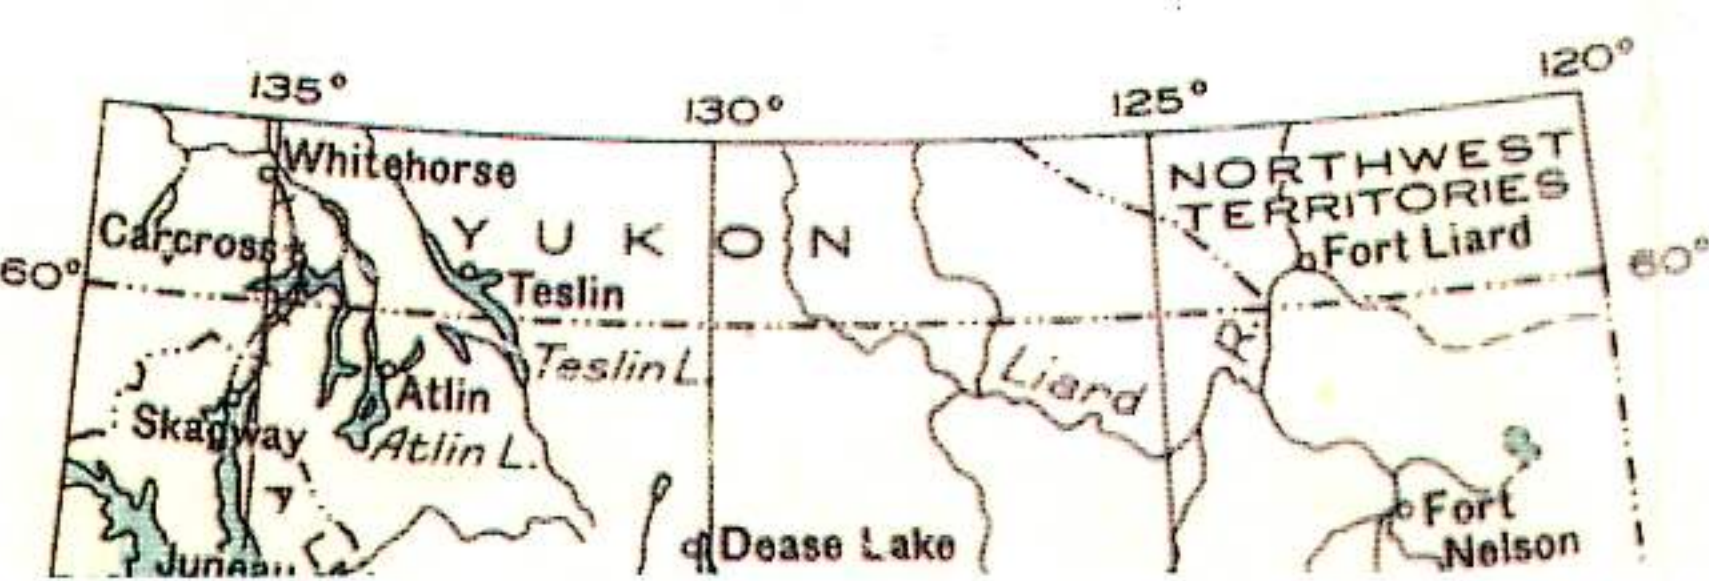 135°
130°
125°
120°
Whitehorse
NORTHWEST
TERRITORIES
Carcross
YUKON
Fort Liard
60°
60°
Teslin
Teslin L.
Liard
R.
Atlin
Skagway
Atlin L.
Fort
Nelson
Dease Lake
Juneau